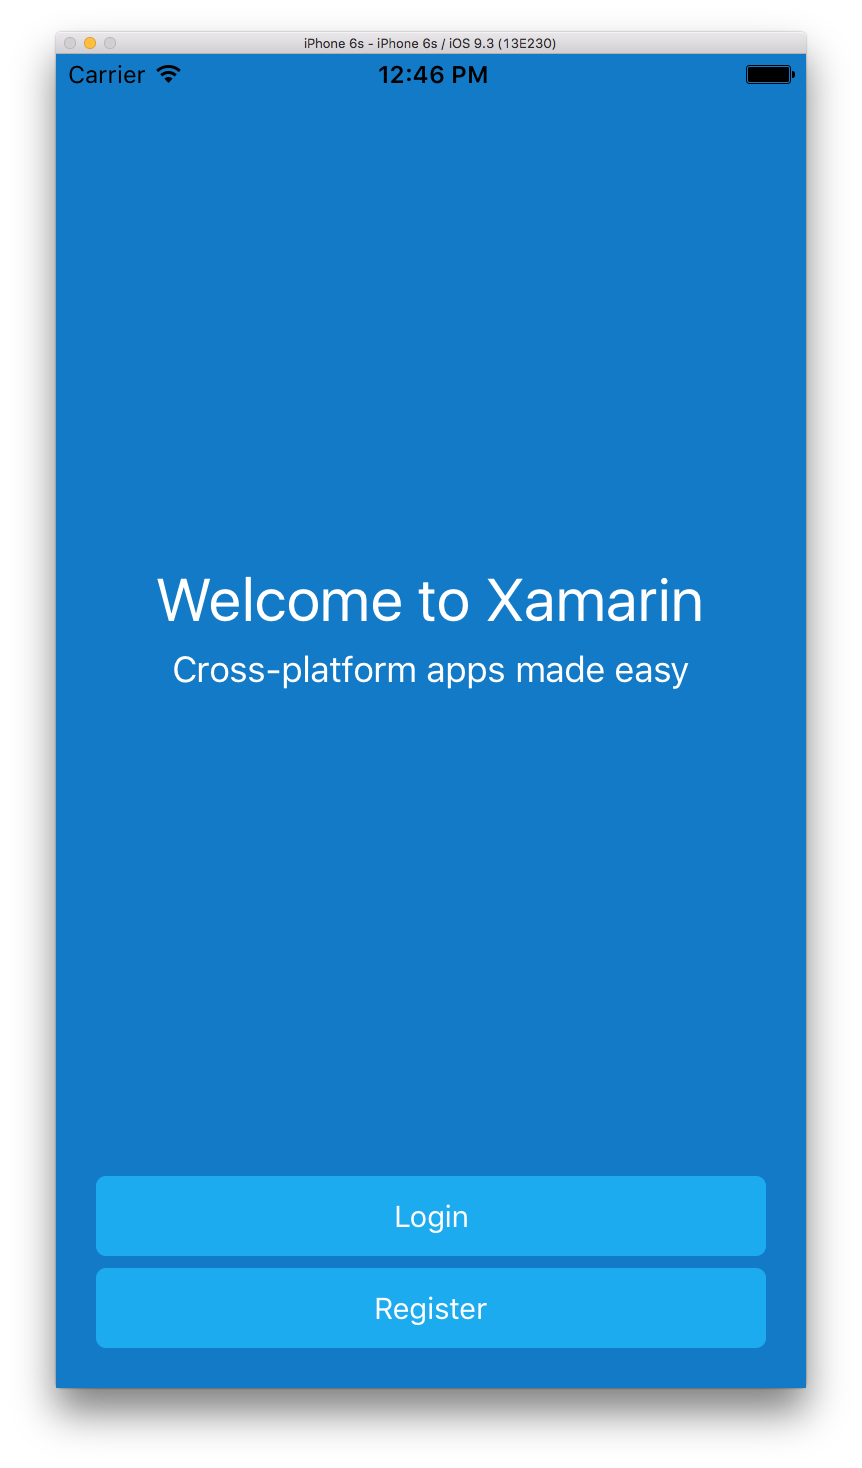 iPhone 6s - iPhone 6s / iOS 9.3 (13E230)
Carrier 12:46 PM
Welcome to Xamarin
Cross-platform apps made easy
Login
Register